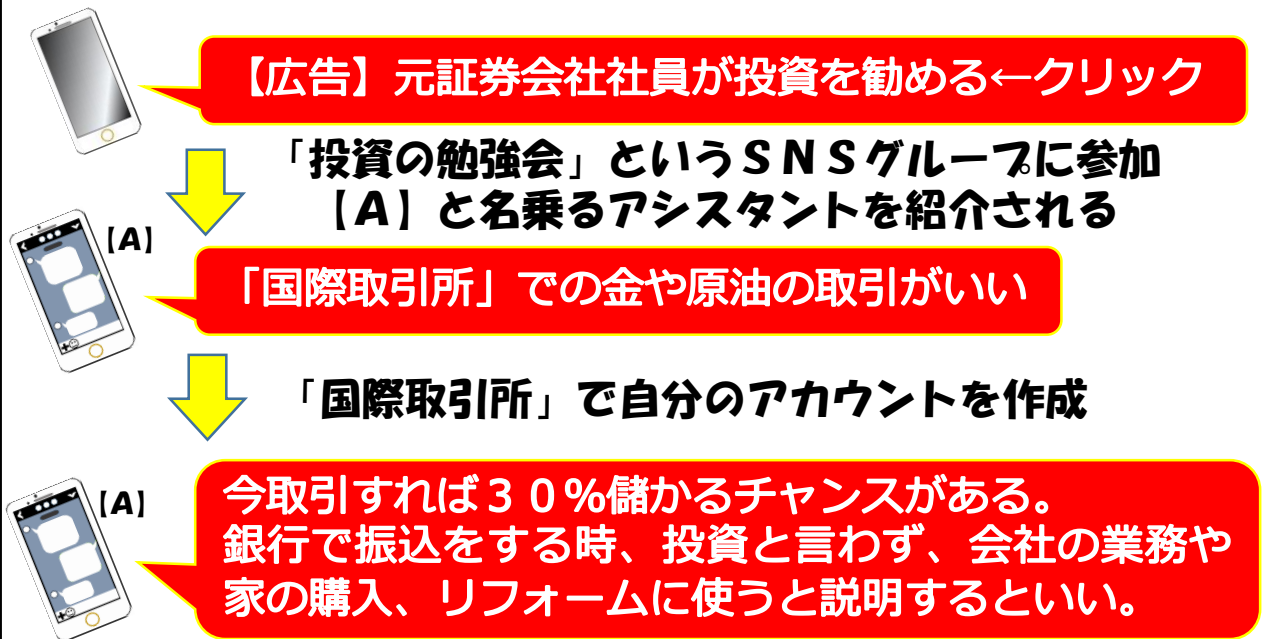 【広告】元証券会社社員が投資を勧める←クリック
「投資の勉強会」というＳＮＳグループに参加
【A】と名乗るアシスタントを紹介される
【A】
「国際取引所」での金や原油の取引がいい
「国際取引所」で自分のアカウントを作成
【A】
今取引すれば３０％儲かるチャンスがある。
銀行で振込をする時、投資と言わず、会社の業務や
家の購入、リフォームに使うと説明するといい。